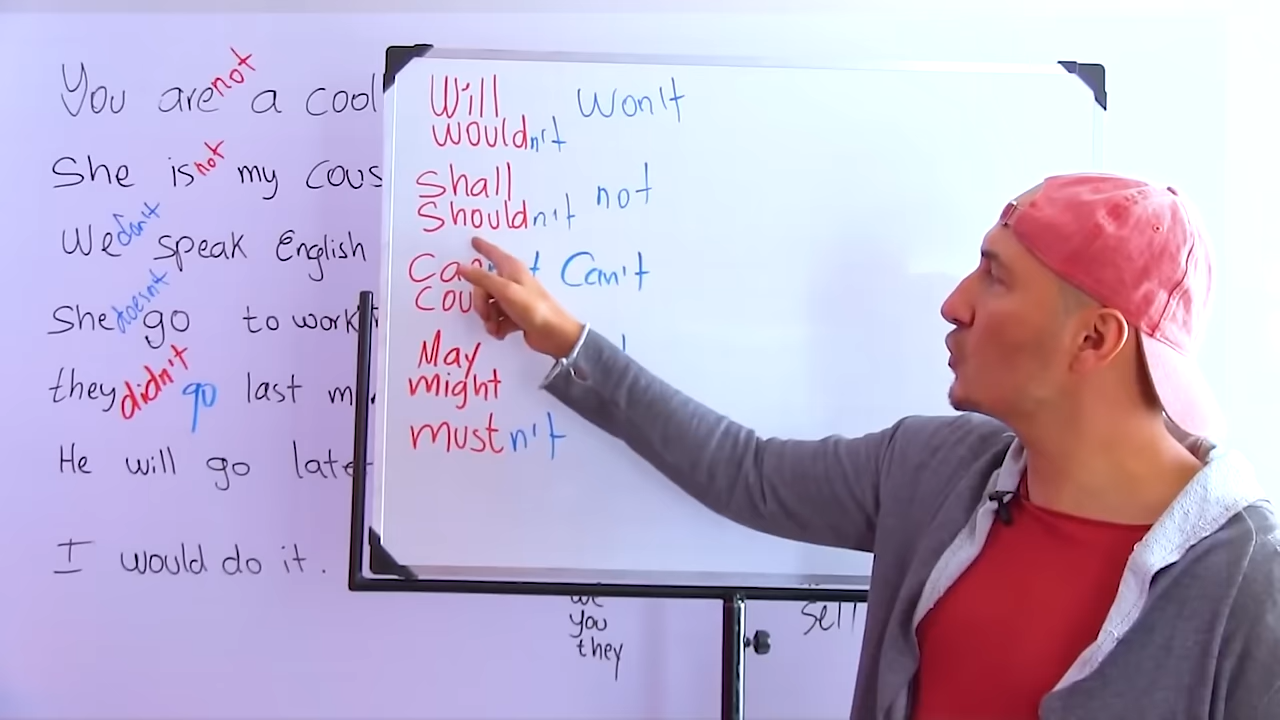 You are not a cool
She is not my cous
We don't speak English
She doesn't go to work
they didn't go last m
He will go late
I would do it.
Will Won't
wouldn't
Shall not
Shouldn't
Can't
May
might
mustn't
we
you
they
sell